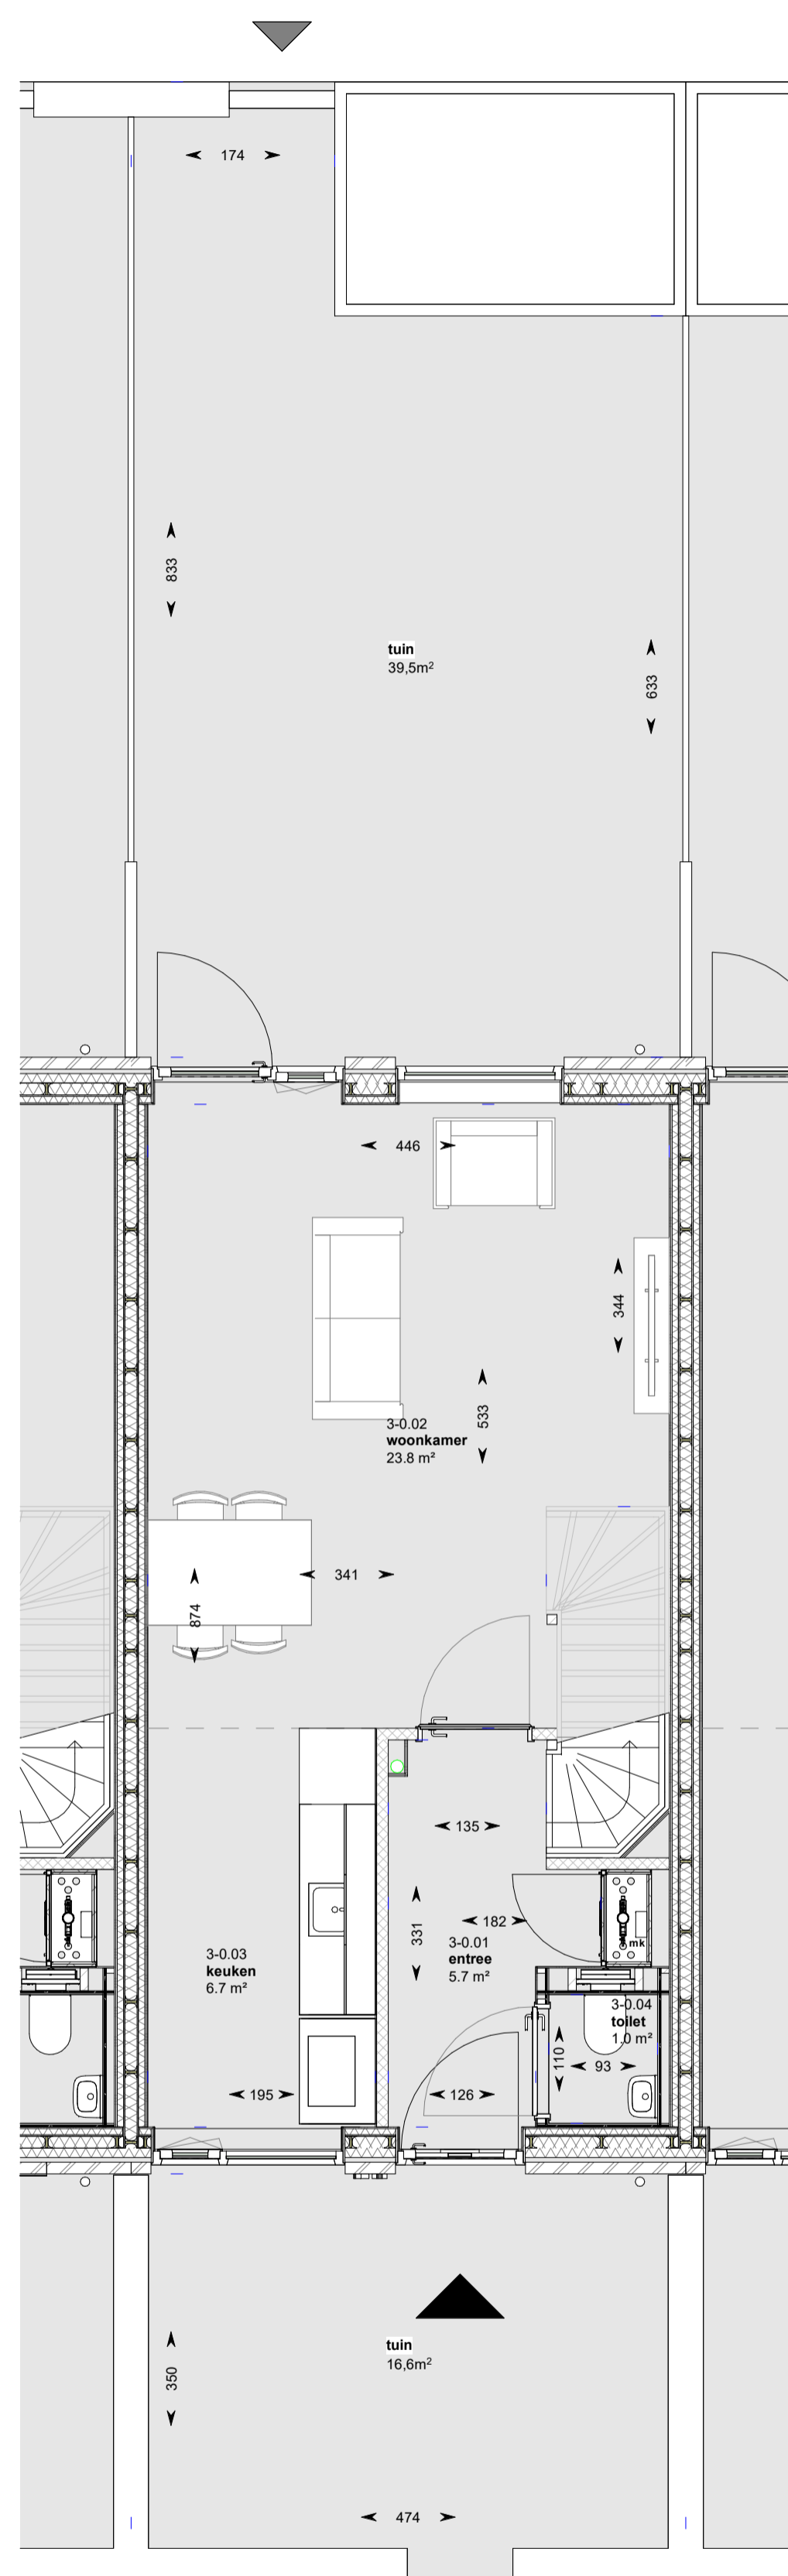 174
833
tuin
39,5m²
633
446
344
533
3-0.02
woonkamer
23.8 m²
341
874
135
331
182
3-0.01
entree
5.7 m²
mk
3-0.03
keuken
6.7 m²
3-0.04
toilet
1.0 m²
110
93
195
126
tuin
16,6m²
350
474